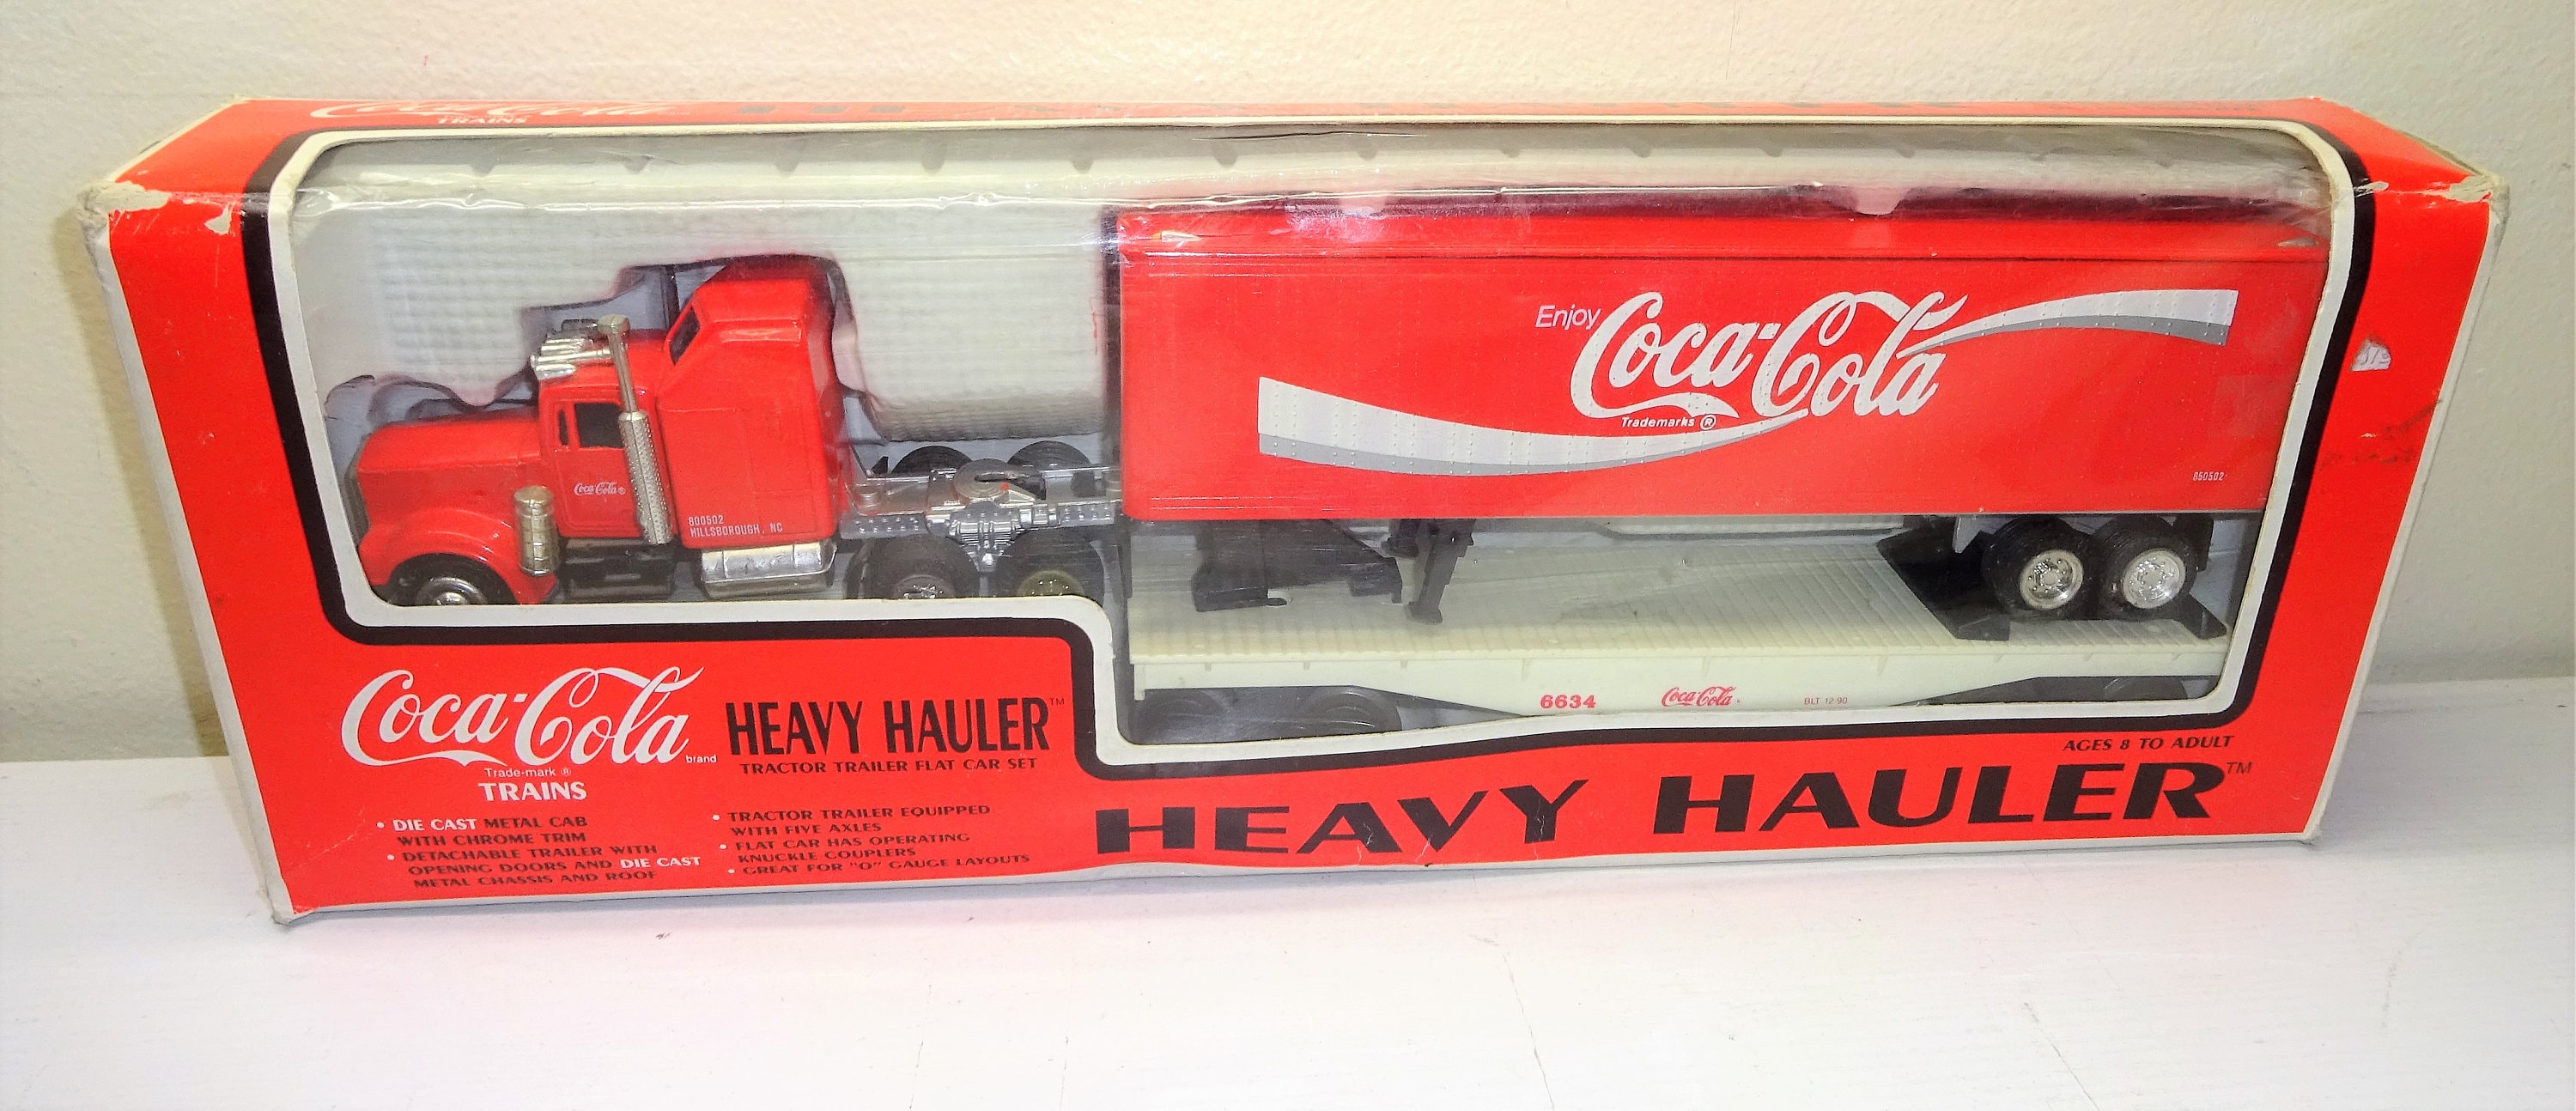 Coca-Cola
TRAINS
Enjoy Coca-Cola
Trademarks ®
850502
Coca-Cola ®
800502
HILLSBOROUGH, NC
6634 Coca-Cola BLT 12-90
Coca-Cola brand
Trade-mark ®
TRAINS
HEAVY HAULER™
TRACTOR TRAILER FLAT CAR SET
• DIE CAST METAL CAB
WITH CHROME TRIM
• DETACHABLE TRAILER WITH
OPENING DOORS AND DIE CAST
METAL CHASSIS AND ROOF
• TRACTOR TRAILER EQUIPPED
WITH FIVE AXLES
• FLAT CAR HAS OPERATING
KNUCKLE COUPLERS
• GREAT FOR "O" GAUGE LAYOUTS
AGES 8 TO ADULT
HEAVY HAULER™